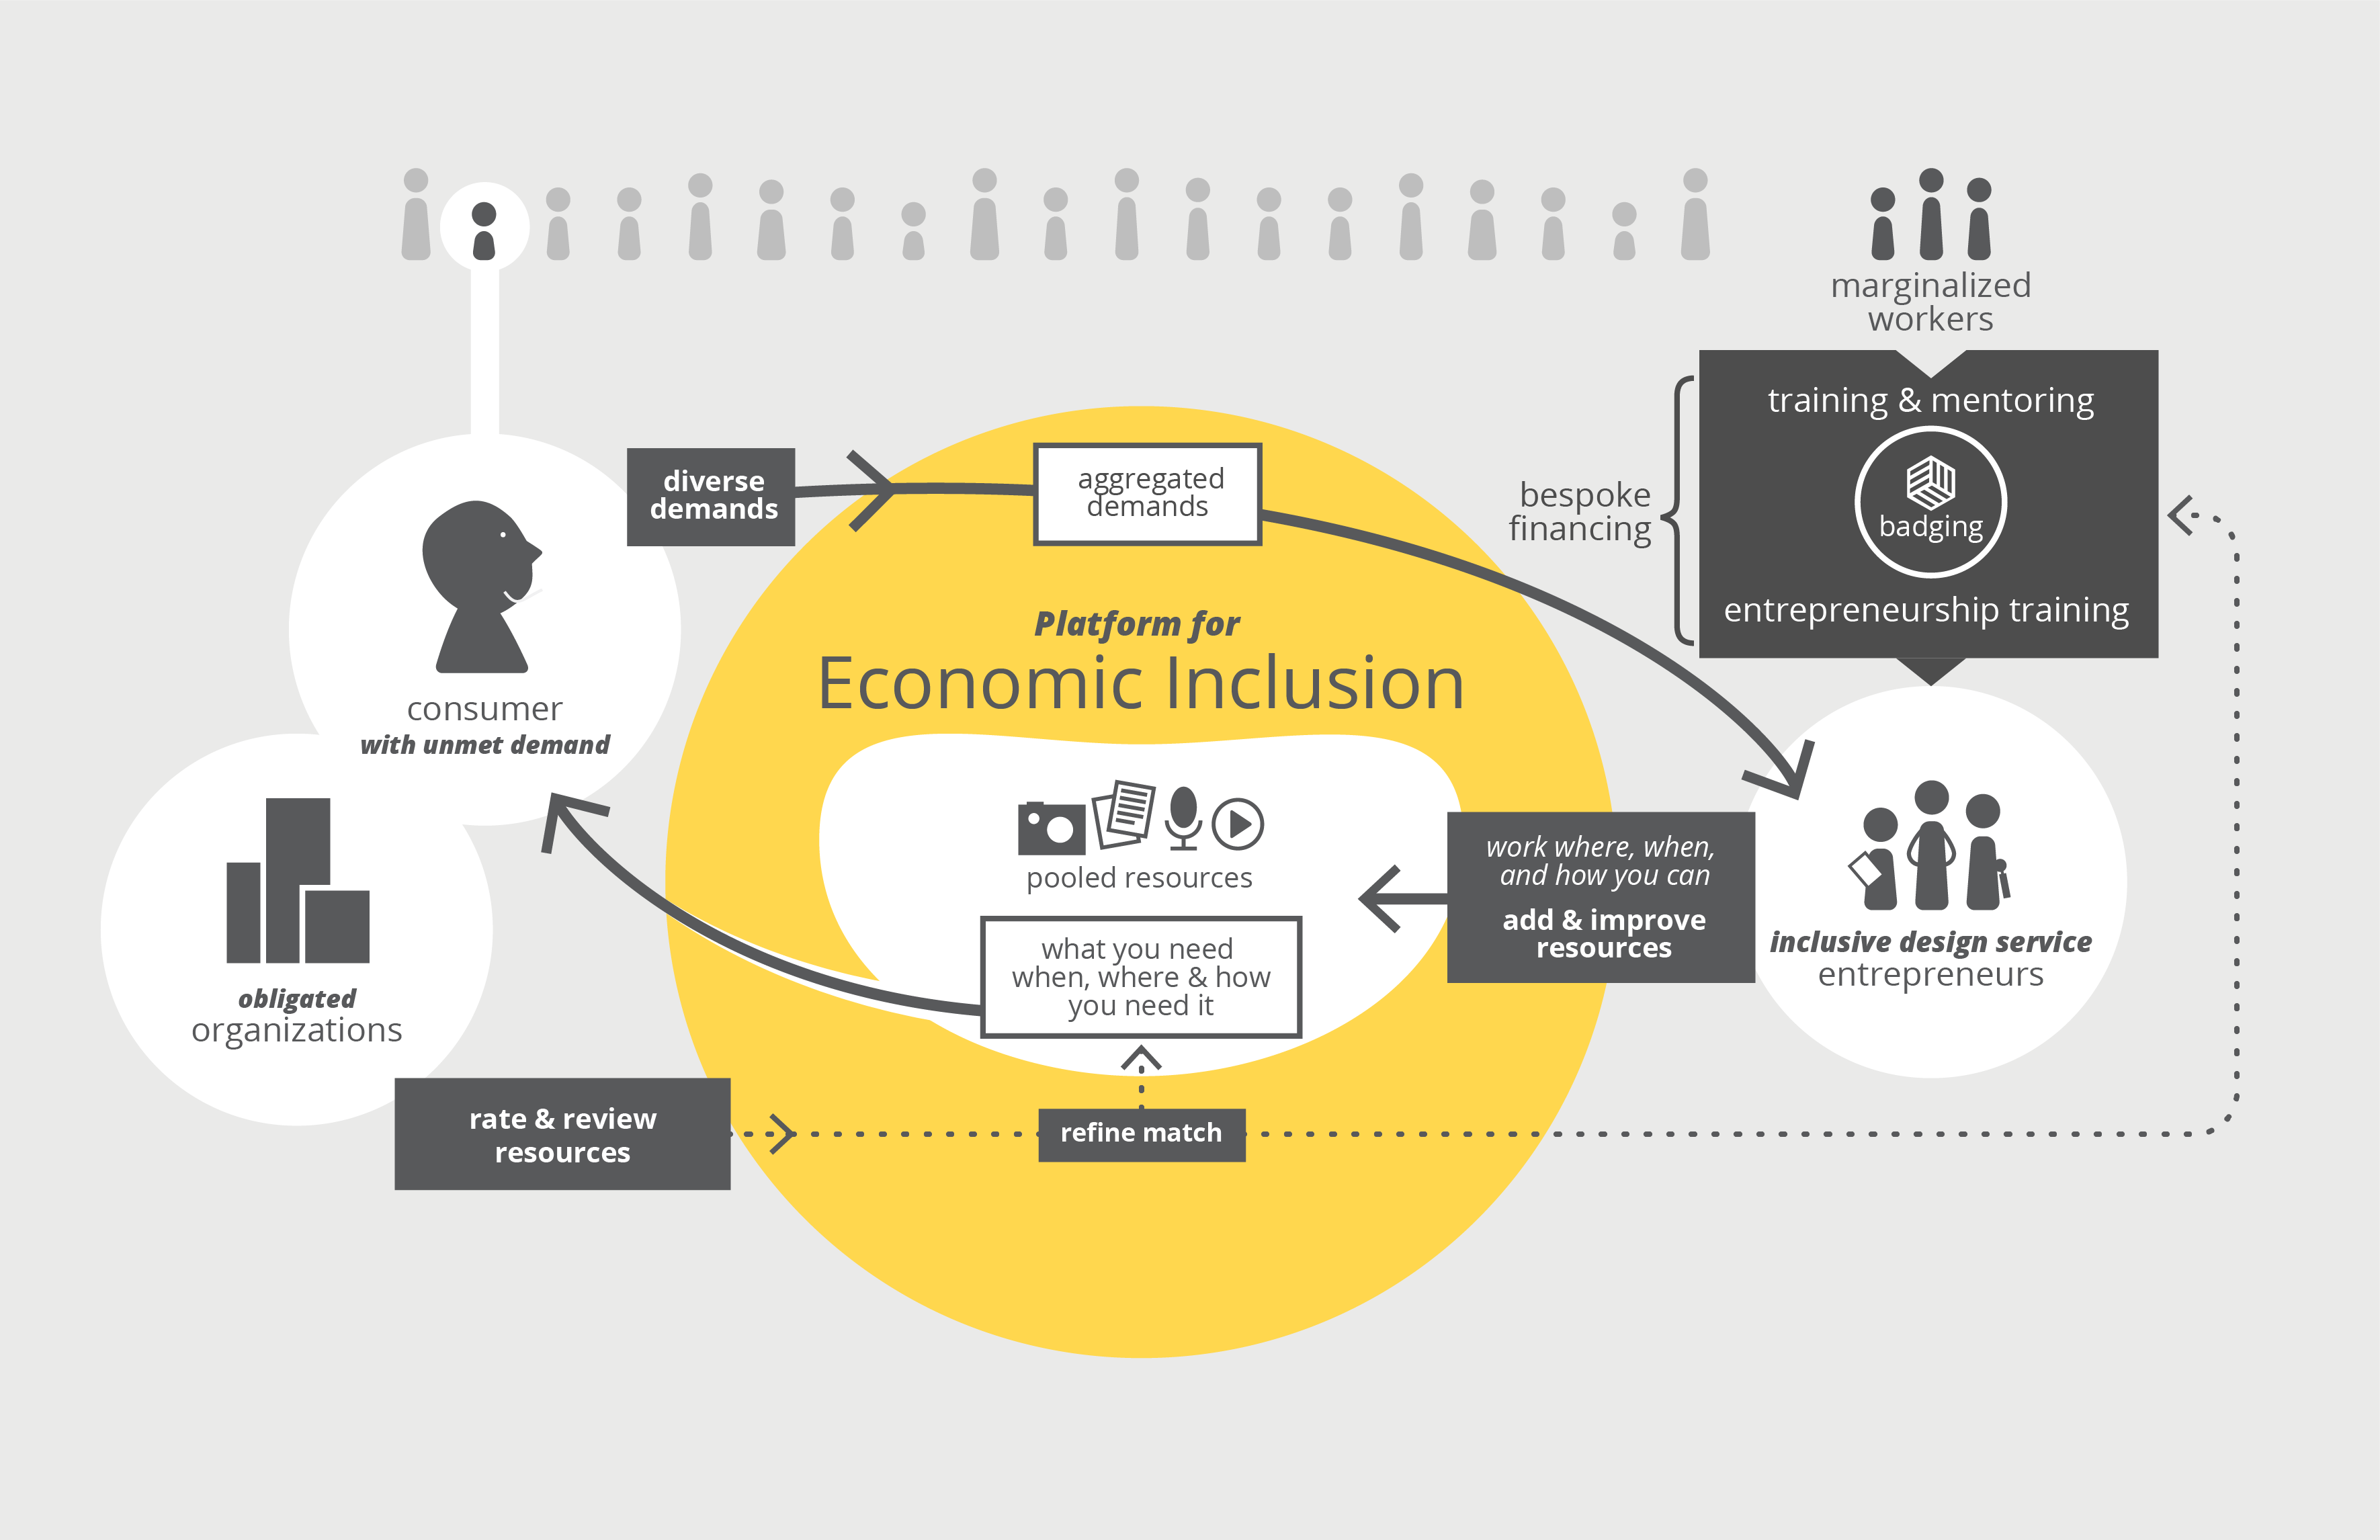 marginalized
workers
training & mentoring
badging
entrepreneurship training
bespoke
financing
diverse
demands
aggregated
demands
Platform for
Economic Inclusion
consumer
with unmet demand
obligated
organizations
pooled resources
what you need
when, where & how
you need it
work where, when,
and how you can
add & improve
resources
inclusive design service
entrepreneurs
rate & review
resources
refine match